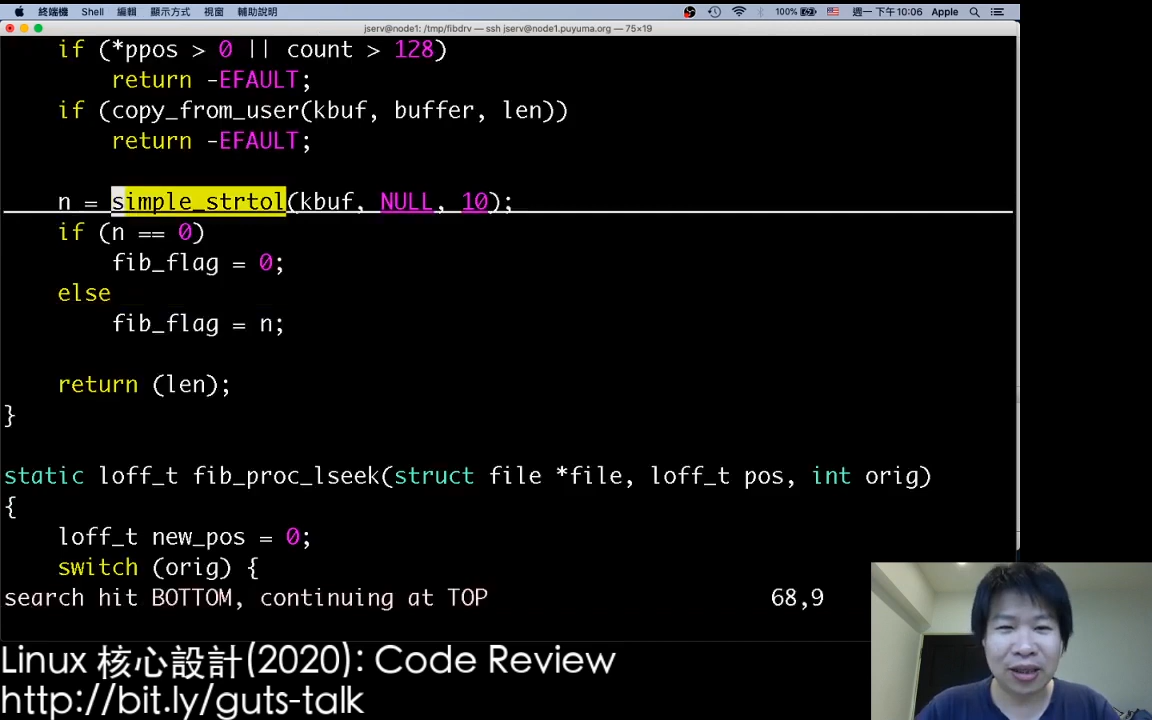 終端機 Shell 編輯 顯示方式 視窗 輔助說明 100% 週一下午10:06 Apple
jserv@node1: /tmp/fibdrv — ssh jserv@node1.puyuma.org — 75×19
if (*ppos > 0 || count > 128)
return -EFAULT;
if (copy_from_user(kbuf, buffer, len))
return -EFAULT;
n = simple_strtol(kbuf, NULL, 10);
if (n == 0)
fib_flag = 0;
else
fib_flag = n;
return (len);
}
static loff_t fib_proc_lseek(struct file *file, loff_t pos, int orig)
{
loff_t new_pos = 0;
switch (orig) {
search hit BOTTOM, continuing at TOP 68,9
Linux 核心設計(2020): Code Review
http://bit.ly/guts-talk